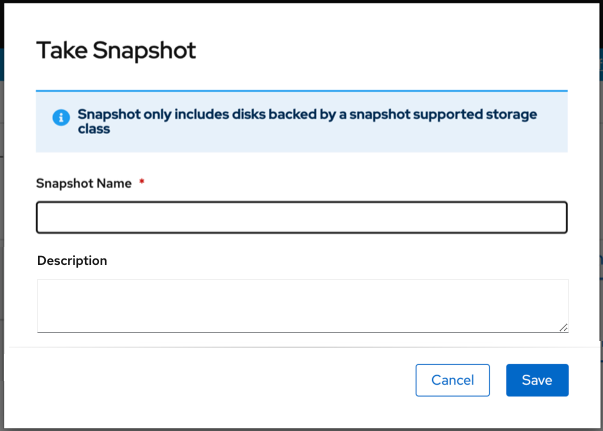 Take Snapshot
Snapshot only includes disks backed by a snapshot supported storage
class
Snapshot Name *
Description
Cancel Save